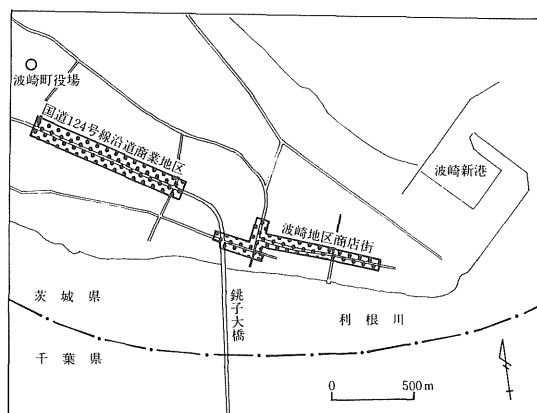 波崎町役場
国道124号線沿道商業地区
波崎新港
波崎地区商店街
銚子大橋
茨城県
利根川
千葉県
0 500m